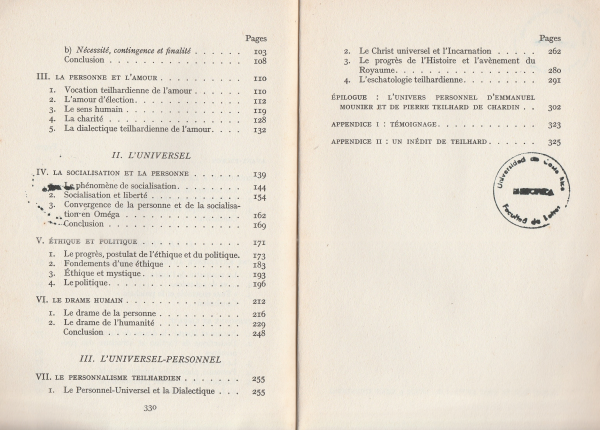 Pages
b) Nécessité, contingence et finalité . . . . . . 103
Conclusion . . . . . . . . . . . . . . . . 108
III. LA PERSONNE ET L'AMOUR . . . . . . . . . . . . 110
1. Vocation teilhardienne de l'amour . . . . . . . 110
2. L'amour d'élection . . . . . . . . . . . . . . 112
3. Le sens humain . . . . . . . . . . . . . . . 119
4. La charité . . . . . . . . . . . . . . . . . 128
5. La dialectique teilhardienne de l'amour . . . . . 132
II. L'UNIVERSEL
IV. LA SOCIALISATION ET LA PERSONNE . . . . . . . 139
Le phénomène de socialisation . . . . . . . . 144
2. Socialisation et liberté . . . . . . . . . . . . 154
3. Convergence de la personne et de la socialisa-
tion en Oméga . . . . . . . . . . . . . . 162
Conclusion . . . . . . . . . . . . . . . . 169
V. ÉTHIQUE ET POLITIQUE . . . . . . . . . . . . . 171
1. Le progrès, postulat de l'éthique et du politique. 173
2. Fondements d'une éthique . . . . . . . . . . 183
3. Éthique et mystique . . . . . . . . . . . . . 193
4. Le politique . . . . . . . . . . . . . . . . . 196
VI. LE DRAME HUMAIN . . . . . . . . . . . . . . . 212
1. Le drame de la personne . . . . . . . . . . . 216
2. Le drame de l'humanité . . . . . . . . . . . . 229
Conclusion . . . . . . . . . . . . . . . . 248
III. L'UNIVERSEL-PERSONNEL
VII. LE PERSONNALISME TEILHARDIEN . . . . . . . 255
1. Le Personnel-Universel et la Dialectique . . . 255
330
Pages
2. Le Christ universel et l'Incarnation . . . . . 262
3. Le progrès de l'Histoire et l'avènement du
Royaume . . . . . . . . . . . . . . . . . 280
4. L'eschatologie teilhardienne . . . . . . . . . 291
ÉPILOGUE : L'UNIVERS PERSONNEL D'EMMANUEL
MOUNIER ET DE PIERRE TEILHARD DE CHARDIN . . 302
APPENDICE I : TÉMOIGNAGE . . . . . . . . . . . . 323
APPENDICE II : UN INÉDIT DE TEILHARD . . . . . . 325
Universidad de Costa Rica
Facultad de